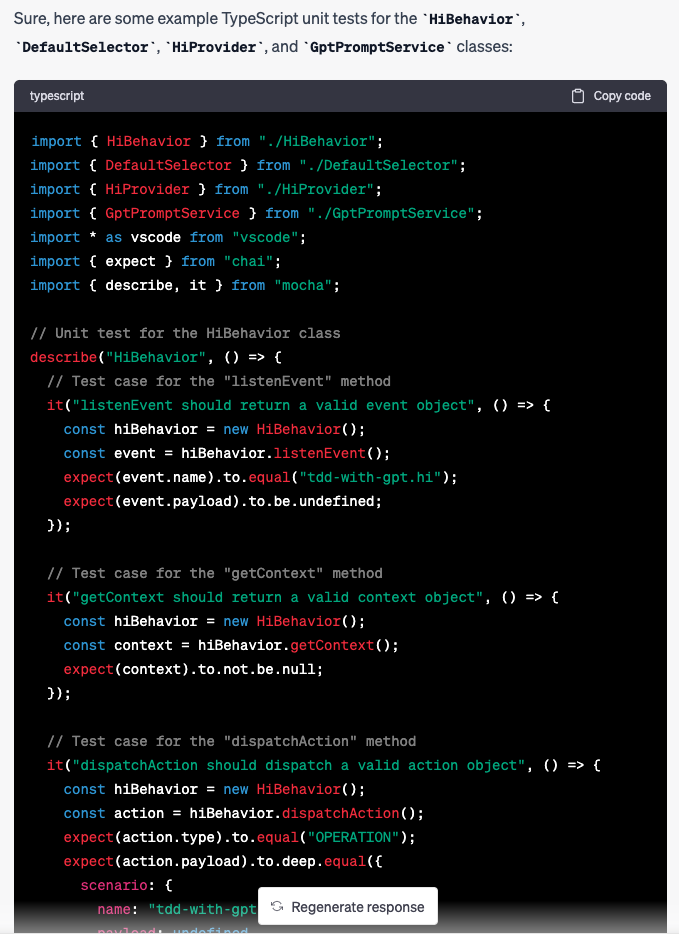 Sure, here are some example TypeScript unit tests for the `HiBehavior`,
`DefaultSelector`, `HiProvider`, and `GptPromptService` classes:
typescript
Copy code
import { HiBehavior } from "./HiBehavior";
import { DefaultSelector } from "./DefaultSelector";
import { HiProvider } from "./HiProvider";
import { GptPromptService } from "./GptPromptService";
import * as vscode from "vscode";
import { expect } from "chai";
import { describe, it } from "mocha";

// Unit test for the HiBehavior class
describe("HiBehavior", () => {
  // Test case for the "listenEvent" method
  it("listenEvent should return a valid event object", () => {
    const hiBehavior = new HiBehavior();
    const event = hiBehavior.listenEvent();
    expect(event.name).to.equal("tdd-with-gpt.hi");
    expect(event.payload).to.be.undefined;
  });

  // Test case for the "getContext" method
  it("getContext should return a valid context object", () => {
    const hiBehavior = new HiBehavior();
    const context = hiBehavior.getContext();
    expect(context).to.not.be.null;
  });

  // Test case for the "dispatchAction" method
  it("dispatchAction should dispatch a valid action object", () => {
    const hiBehavior = new HiBehavior();
    const action = hiBehavior.dispatchAction();
    expect(action.type).to.equal("OPERATION");
    expect(action.payload).to.deep.equal({
      scenario: {
        name: "tdd-with-gpt
Regenerate response
        payload: undefined